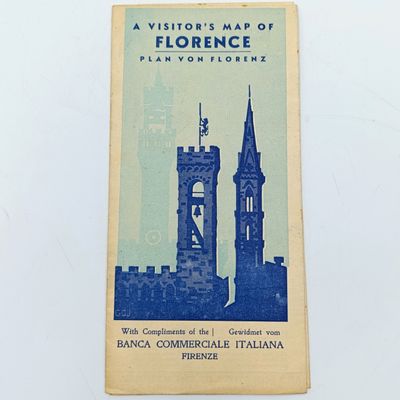 A VISITOR'S MAP OF
FLORENCE
PLAN VON FLORENZ
With Compliments of the | Gewidmet vom
BANCA COMMERCIALE ITALIANA
FIRENZE